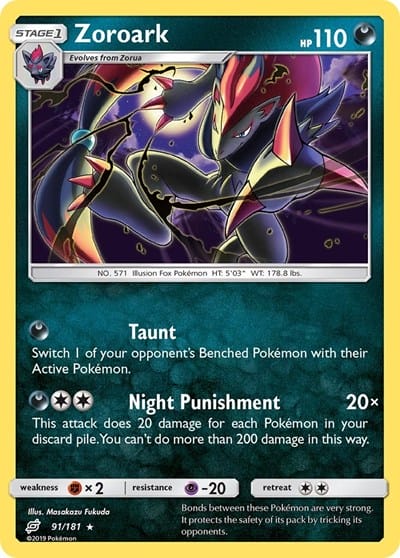 STAGE 1 Zoroark HP 110
Evolves from Zorua
NO. 571 Illusion Fox Pokémon HT: 5'03" WT: 178.8 lbs.
Taunt
Switch 1 of your opponent's Benched Pokémon with their
Active Pokémon.
Night Punishment 20×
This attack does 20 damage for each Pokémon in your
discard pile. You can't do more than 200 damage in this way.
weakness ×2 resistance -20 retreat
Illus. Masakazu Fukuda
91/181 ★
©2019 Pokémon
Bonds between these Pokémon are very strong.
It protects the safety of its pack by tricking its
opponents.